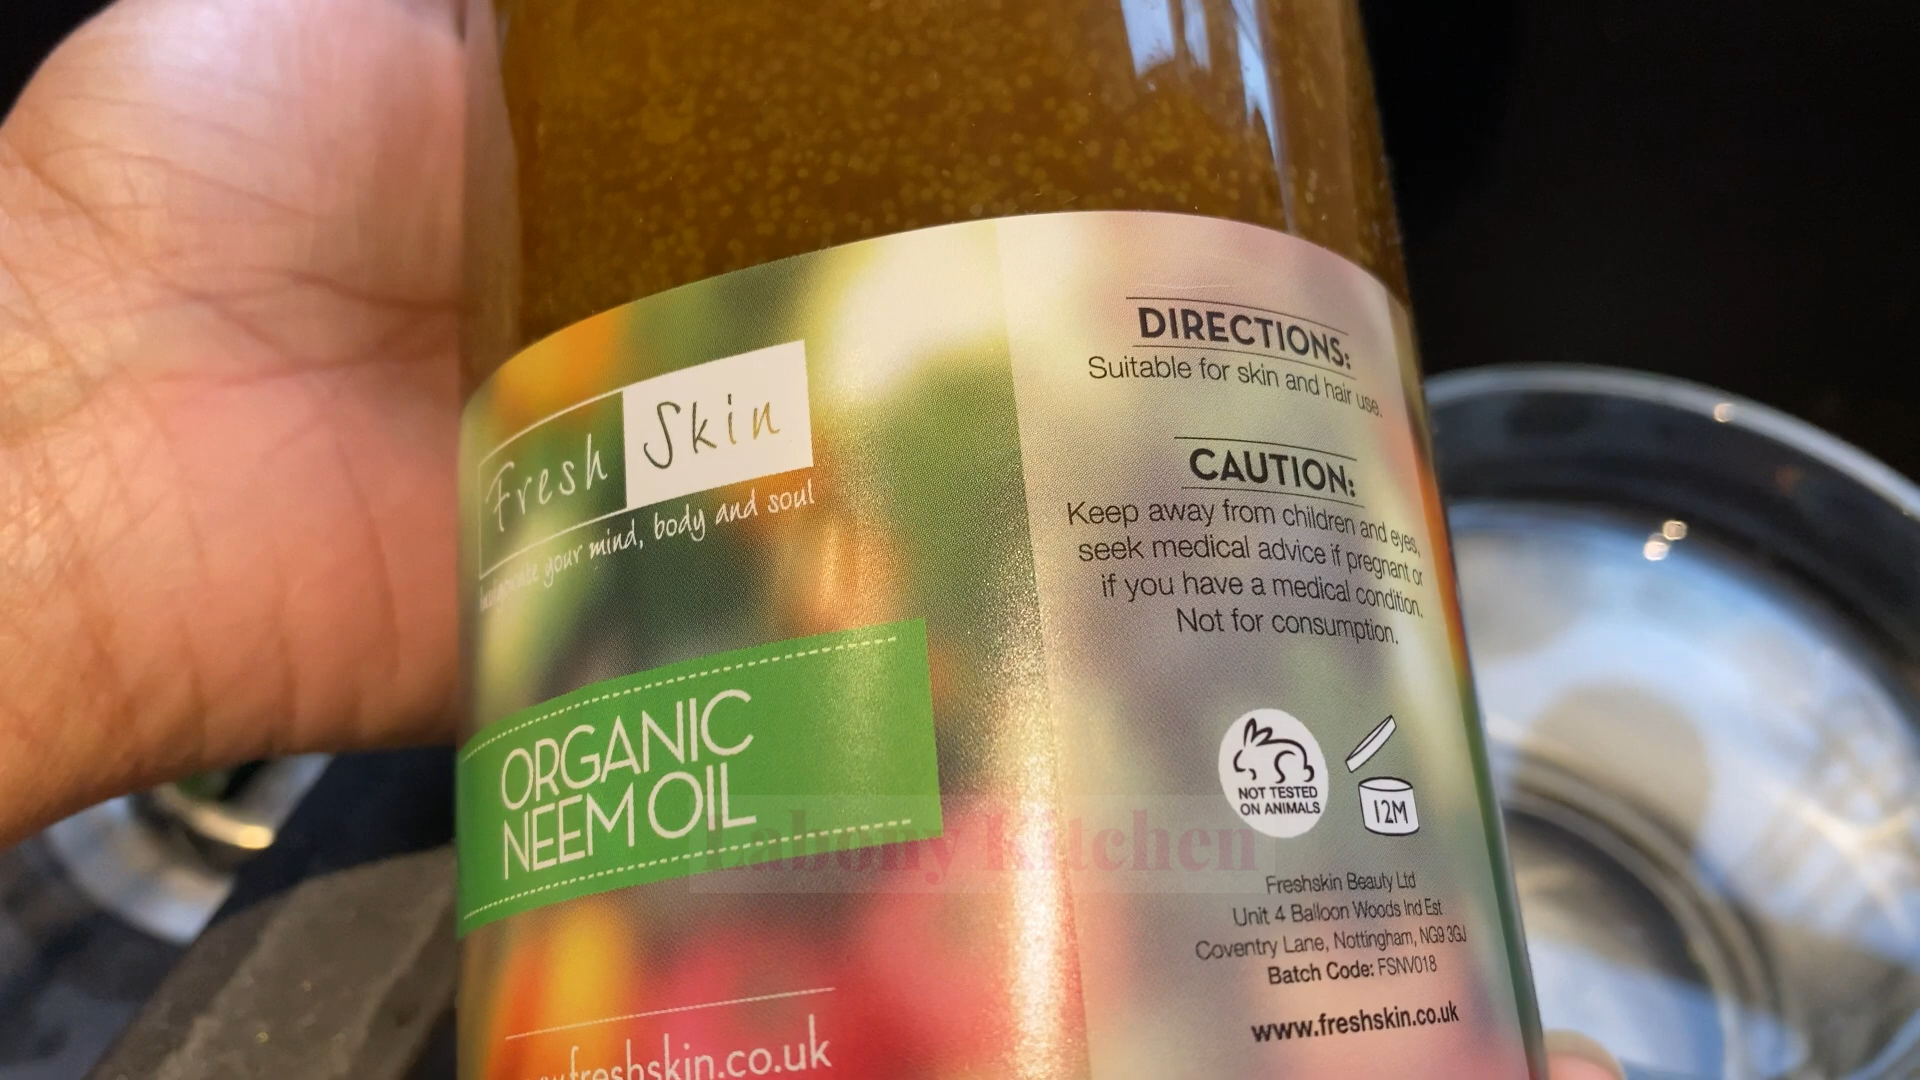 Fresh Skin
your mind, body and soul
ORGANIC
NEEM OIL
freshskin.co.uk
DIRECTIONS:
Suitable for skin and hair use.
CAUTION:
Keep away from children and eyes,
seek medical advice if pregnant or
if you have a medical condition.
Not for consumption.
NOT TESTED
ON ANIMALS
12M
Freshskin Beauty Ltd
Unit 4 Balloon Woods Ind Est
Coventry Lane, Nottingham, NG9 3GJ
Batch Code: FSNV018
www.freshskin.co.uk
Labony Kitchen